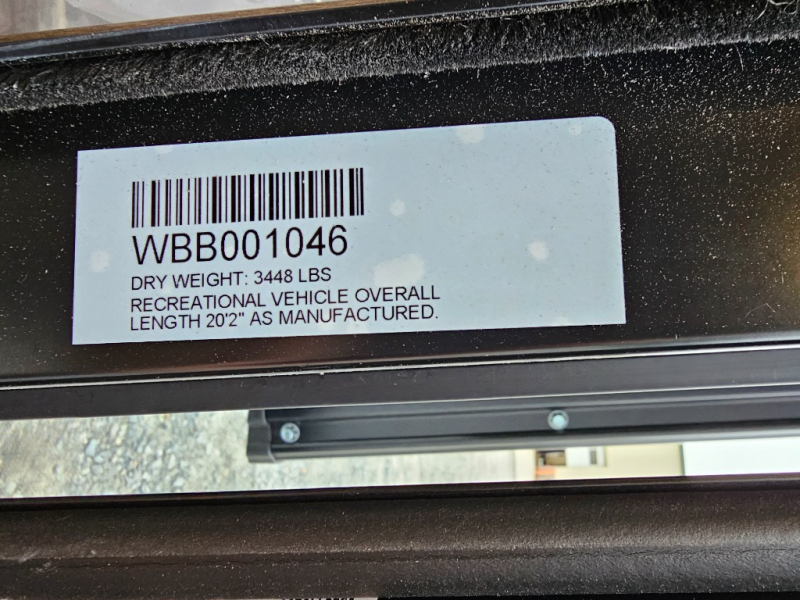 WBB001046
DRY WEIGHT: 3448 LBS
RECREATIONAL VEHICLE OVERALL
LENGTH 20'2" AS MANUFACTURED.